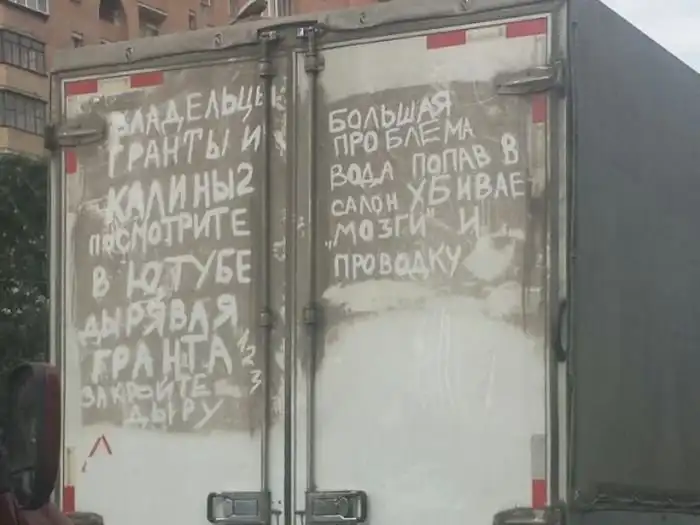 ВЛАДЕЛЬЦЫ
ГРАНТЫ И
КАЛИНЫ2
ПОСМОТРИТЕ
В ЮТУБЕ
ДЫРЯВАЯ
ГРАНТА 1 2 3
ЗАКРОЙТЕ
ДЫРУ
БОЛЬШАЯ
ПРОБЛЕМА
ВОДА ПОПАВ В
САЛОН УБИВАЕ
"МОЗГИ" И
ПРОВОДКУ